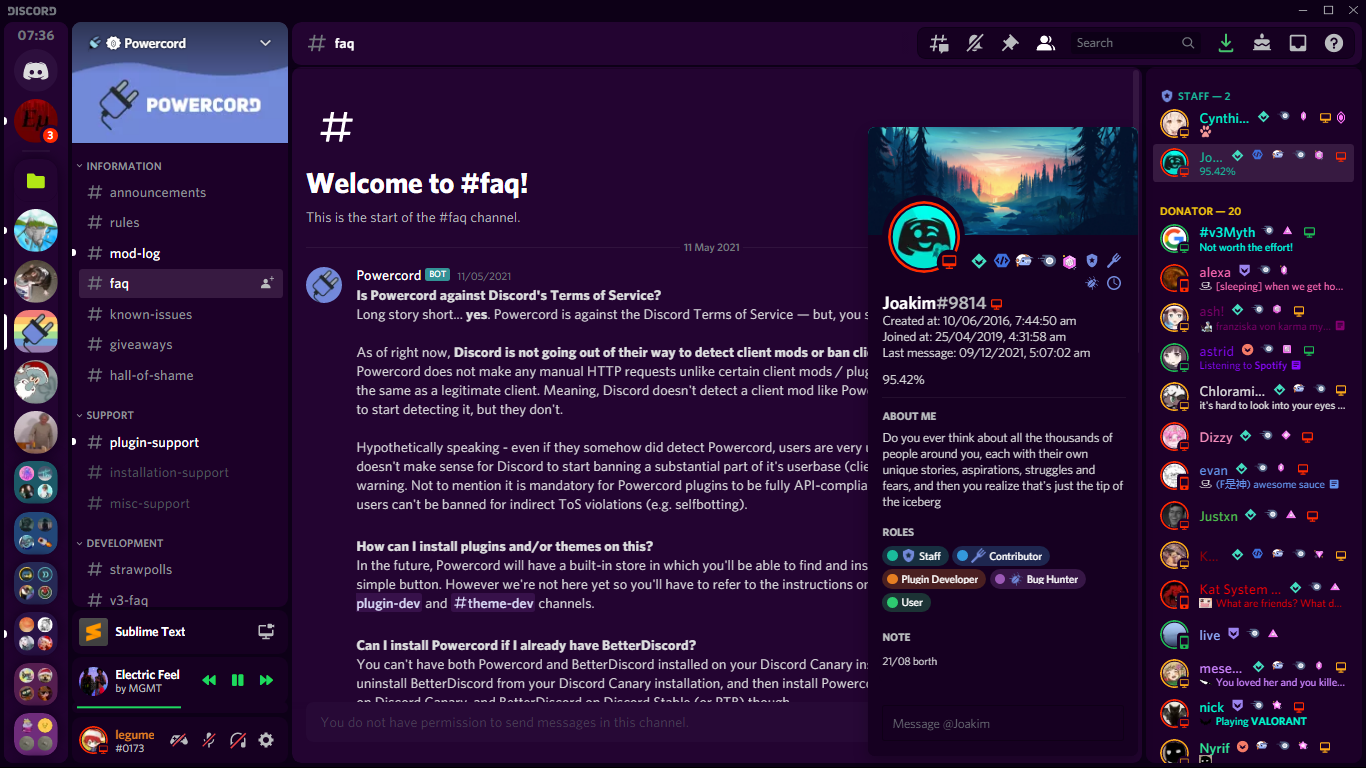 DISCORD
07:36
3
Powercord
POWERCORD
INFORMATION
announcements
rules
mod-log
faq
known-issues
giveaways
hall-of-shame
SUPPORT
plugin-support
installation-support
misc-support
DEVELOPMENT
strawpolls
v3-faq
Sublime Text
Electric Feel
by MGMT
legume
#0173
# faq
Search
#
Welcome to #faq!
This is the start of the #faq channel.
11 May 2021
Powercord BOT 11/05/2021
Is Powercord against Discord's Terms of Service?
Long story short... yes. Powercord is against the Discord Terms of Service — but, you s
As of right now, Discord is not going out of their way to detect client mods or ban cli
Powercord does not make any manual HTTP requests unlike certain client mods / plug
the same as a legitimate client. Meaning, Discord doesn't detect a client mod like Pow
to start detecting it, but they don't.
Hypothetically speaking - even if they somehow did detect Powercord, users are very u
doesn't make sense for Discord to start banning a substantial part of it's userbase (clie
warning. Not to mention it is mandatory for Powercord plugins to be fully API-complia
users can't be banned for indirect ToS violations (e.g. selfbotting).
How can I install plugins and/or themes on this?
In the future, Powercord will have a built-in store in which you'll be able to find and ins
simple button. However we're not here yet so you'll have to refer to the instructions on
plugin-dev and #theme-dev channels.
Can I install Powercord if I already have BetterDiscord?
You can't have both Powercord and BetterDiscord installed on your Discord Canary ins
uninstall BetterDiscord from your Discord Canary installation, and then install Powerc
on Discord Canary, and BetterDiscord on Discord Stable (or PTB) though.
You do not have permission to send messages in this channel.
Joakim#9814
Created at: 10/06/2016, 7:44:50 am
Joined at: 25/04/2019, 4:31:58 am
Last message: 09/12/2021, 5:07:02 am
95.42%
ABOUT ME
Do you ever think about all the thousands of
people around you, each with their own
unique stories, aspirations, struggles and
fears, and then you realize that's just the tip of
the iceberg
ROLES
Staff Contributor
Plugin Developer Bug Hunter
User
NOTE
21/08 borth
Message @Joakim
STAFF — 2
Cynthi...
Jo...
95.42%
DONATOR — 20
#v3Myth
Not worth the effort!
alexa
[sleeping] when we get ho...
ash!
franziska von karma my...
astrid
Listening to Spotify
Chlorami...
it's hard to look into your eyes ...
Dizzy
evan
(F是神) awesome sauce
Justxn
K...
Kat System ...
What are friends? What d...
live
mese...
You loved her and you kille...
nick
Playing VALORANT
Nyrif